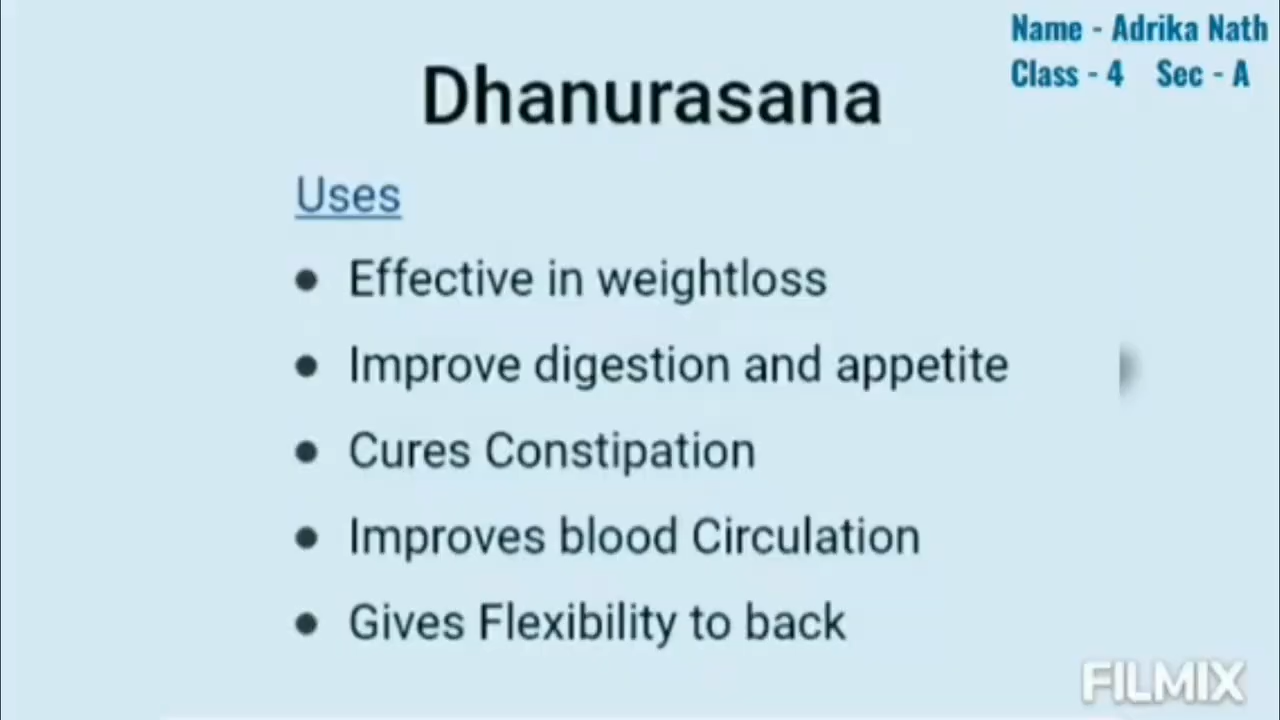 Name - Adrika Nath
Class - 4 Sec - A
Dhanurasana
Uses
● Effective in weightloss
● Improve digestion and appetite
● Cures Constipation
● Improves blood Circulation
● Gives Flexibility to back
FILMIX